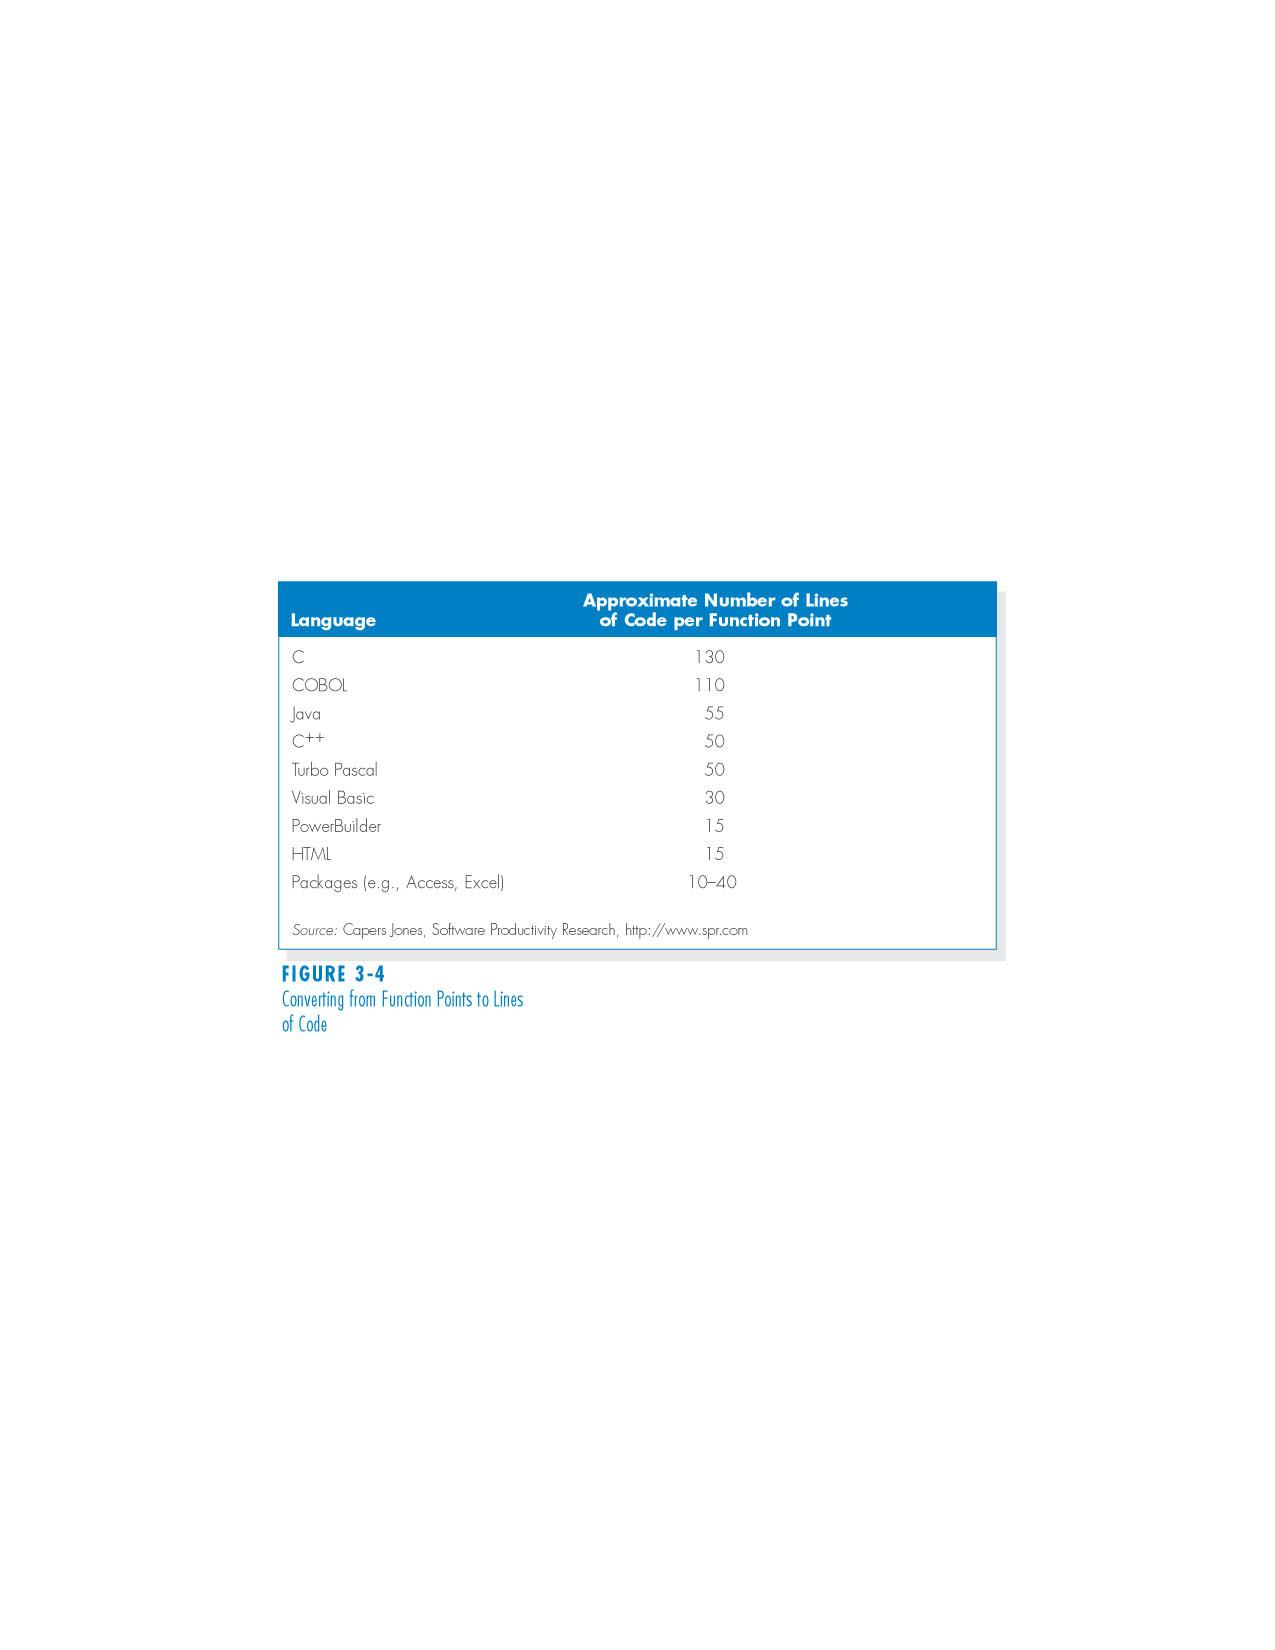 Language Approximate Number of Lines of Code per Function Point
C 130
COBOL 110
Java 55
C++ 50
Turbo Pascal 50
Visual Basic 30
PowerBuilder 15
HTML 15
Packages (e.g., Access, Excel) 10–40
Source: Capers Jones, Software Productivity Research, http://www.spr.com
FIGURE 3-4
Converting from Function Points to Lines
of Code